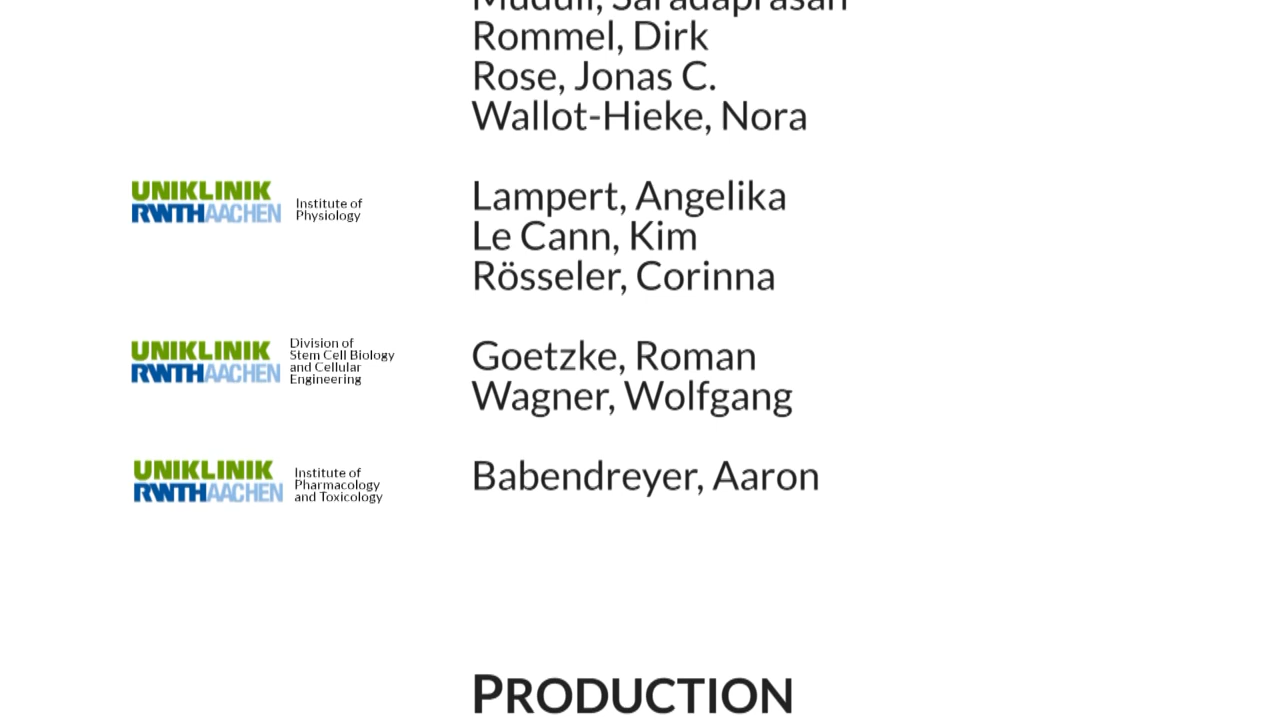 Muduli, Saradaprasan
Rommel, Dirk
Rose, Jonas C.
Wallot-Hieke, Nora
UNIKLINIK
RWTHAACHEN
Institute of
Physiology
Lampert, Angelika
Le Cann, Kim
Rösseler, Corinna
UNIKLINIK
RWTHAACHEN
Division of
Stem Cell Biology
and Cellular
Engineering
Goetzke, Roman
Wagner, Wolfgang
UNIKLINIK
RWTHAACHEN
Institute of
Pharmacology
and Toxicology
Babendreyer, Aaron
PRODUCTION